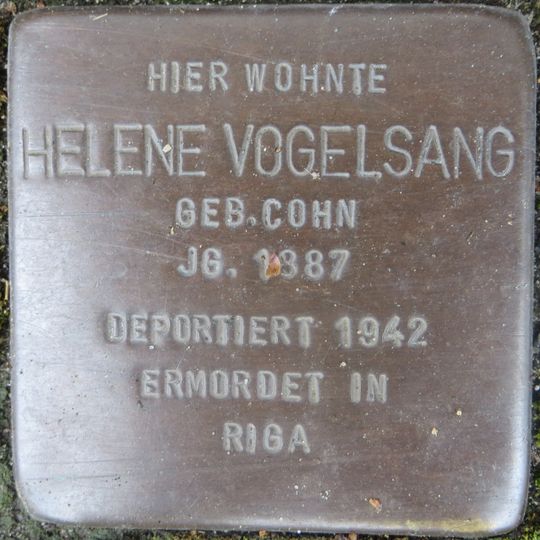 HIER WOHNTE
HELENE VOGELSANG
GEB. COHN
JG. 1887
DEPORTIERT 1942
ERMORDET IN
RIGA